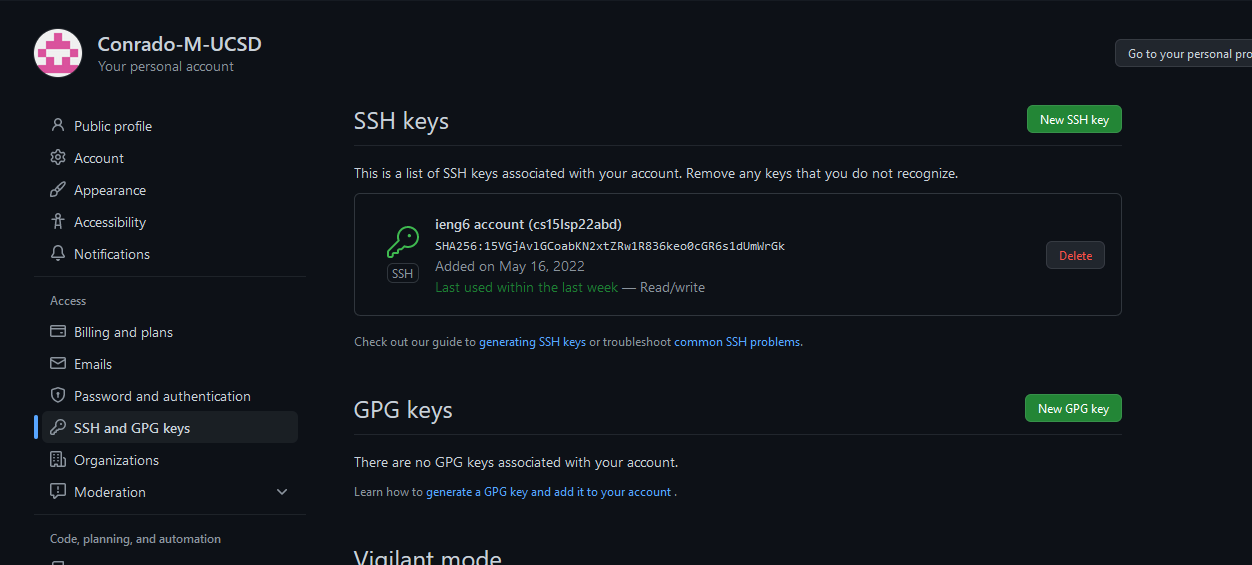 Conrado-M-UCSD
Your personal account
Go to your personal pro
Public profile
Account
Appearance
Accessibility
Notifications
Access
Billing and plans
Emails
Password and authentication
SSH and GPG keys
Organizations
Moderation
Code, planning, and automation
SSH keys
New SSH key
This is a list of SSH keys associated with your account. Remove any keys that you do not recognize.
ieng6 account (cs15lsp22abd)
SHA256:15VGjAvlGCoabKN2xtZRw1R836keo0cGR6s1dUmWrGk
SSH
Added on May 16, 2022
Last used within the last week — Read/write
Delete
Check out our guide to generating SSH keys or troubleshoot common SSH problems.
GPG keys
New GPG key
There are no GPG keys associated with your account.
Learn how to generate a GPG key and add it to your account .
Vigilant mode